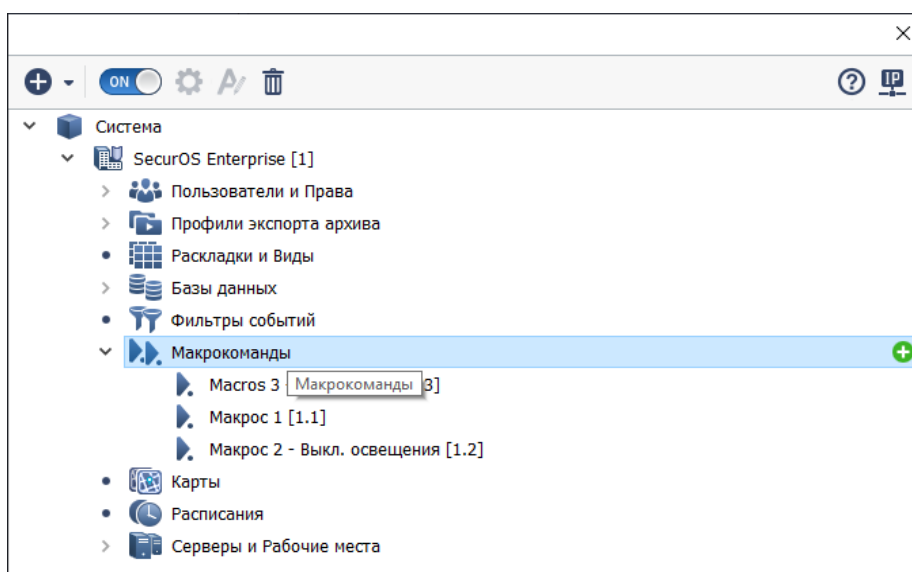 ON IP
Система
SecurOS Enterprise [1]
Пользователи и Права
Профили экспорта архива
Раскладки и Виды
Базы данных
Фильтры событий
Макрокоманды
Macros 3 - Макрокоманды 3]
Макрос 1 [1.1]
Макрос 2 - Выкл. освещения [1.2]
Карты
Расписания
Серверы и Рабочие места